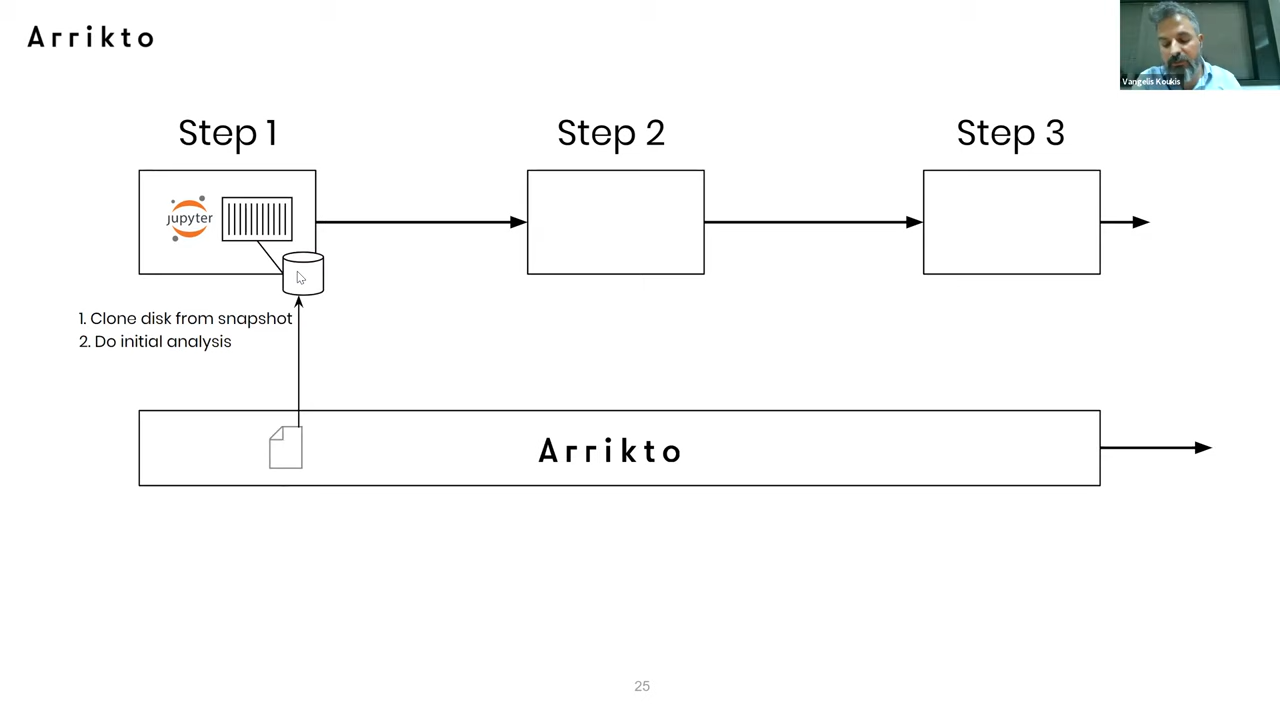 Arrikto
Vangelis Koukis
Step 1
Step 2
Step 3
jupyter
1. Clone disk from snapshot
2. Do initial analysis
Arrikto
25